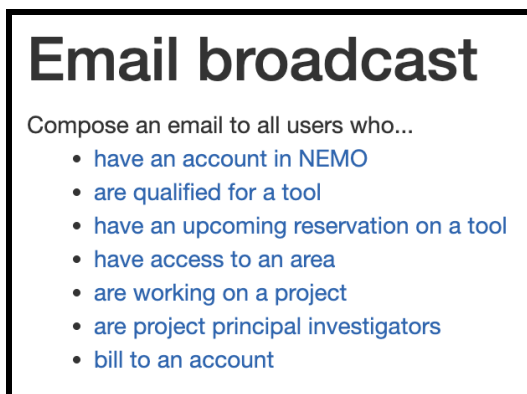 Email broadcast
Compose an email to all users who...
• have an account in NEMO
• are qualified for a tool
• have an upcoming reservation on a tool
• have access to an area
• are working on a project
• are project principal investigators
• bill to an account